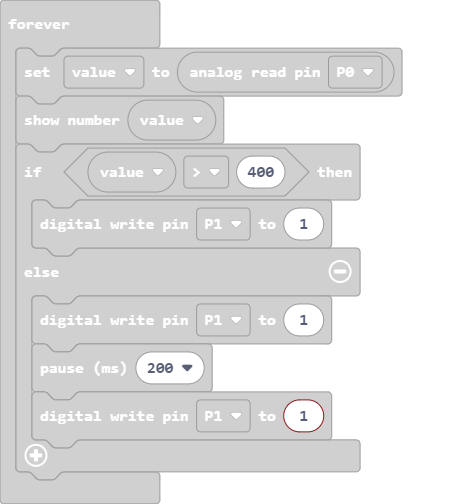 forever
set value to analog read pin P0
show number value
if value > 400 then
digital write pin P1 to 1
else
digital write pin P1 to 1
pause (ms) 200
digital write pin P1 to 1